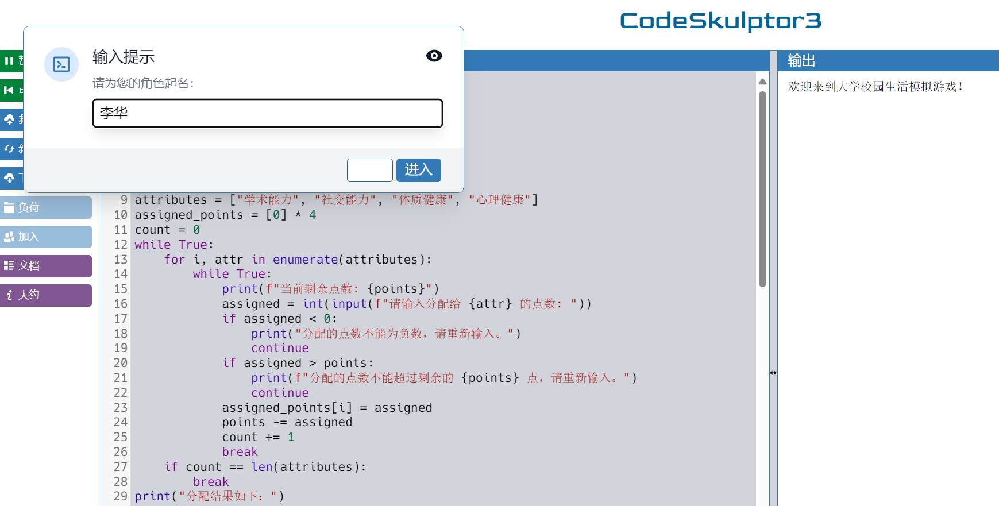 CodeSkulptor3
输入提示
请为您的角色起名：
李华
进入
输出
欢迎来到大学校园生活模拟游戏！
负荷
加入
文档
大约
9 attributes = ["学术能力", "社交能力", "体质健康", "心理健康"]
10 assigned_points = [0] * 4
11 count = 0
12 while True:
13 for i, attr in enumerate(attributes):
14 while True:
15 print(f"当前剩余点数: {points}")
16 assigned = int(input(f"请输入分配给 {attr} 的点数: "))
17 if assigned < 0:
18 print("分配的点数不能为负数，请重新输入。")
19 continue
20 if assigned > points:
21 print(f"分配的点数不能超过剩余的 {points} 点，请重新输入。")
22 continue
23 assigned_points[i] = assigned
24 points -= assigned
25 count += 1
26 break
27 if count == len(attributes):
28 break
29 print("分配结果如下：")